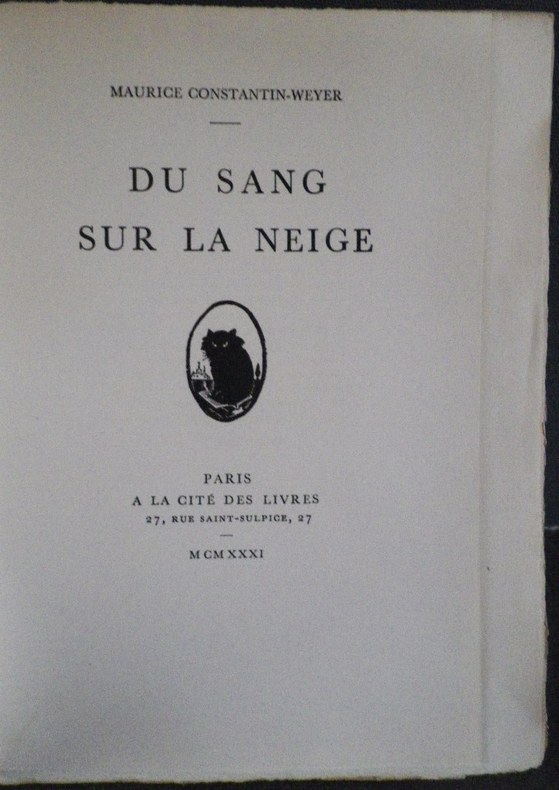 MAURICE CONSTANTIN-WEYER
DU SANG
SUR LA NEIGE
PARIS
A LA CITÉ DES LIVRES
27, RUE SAINT-SULPICE, 27
MCMXXXI